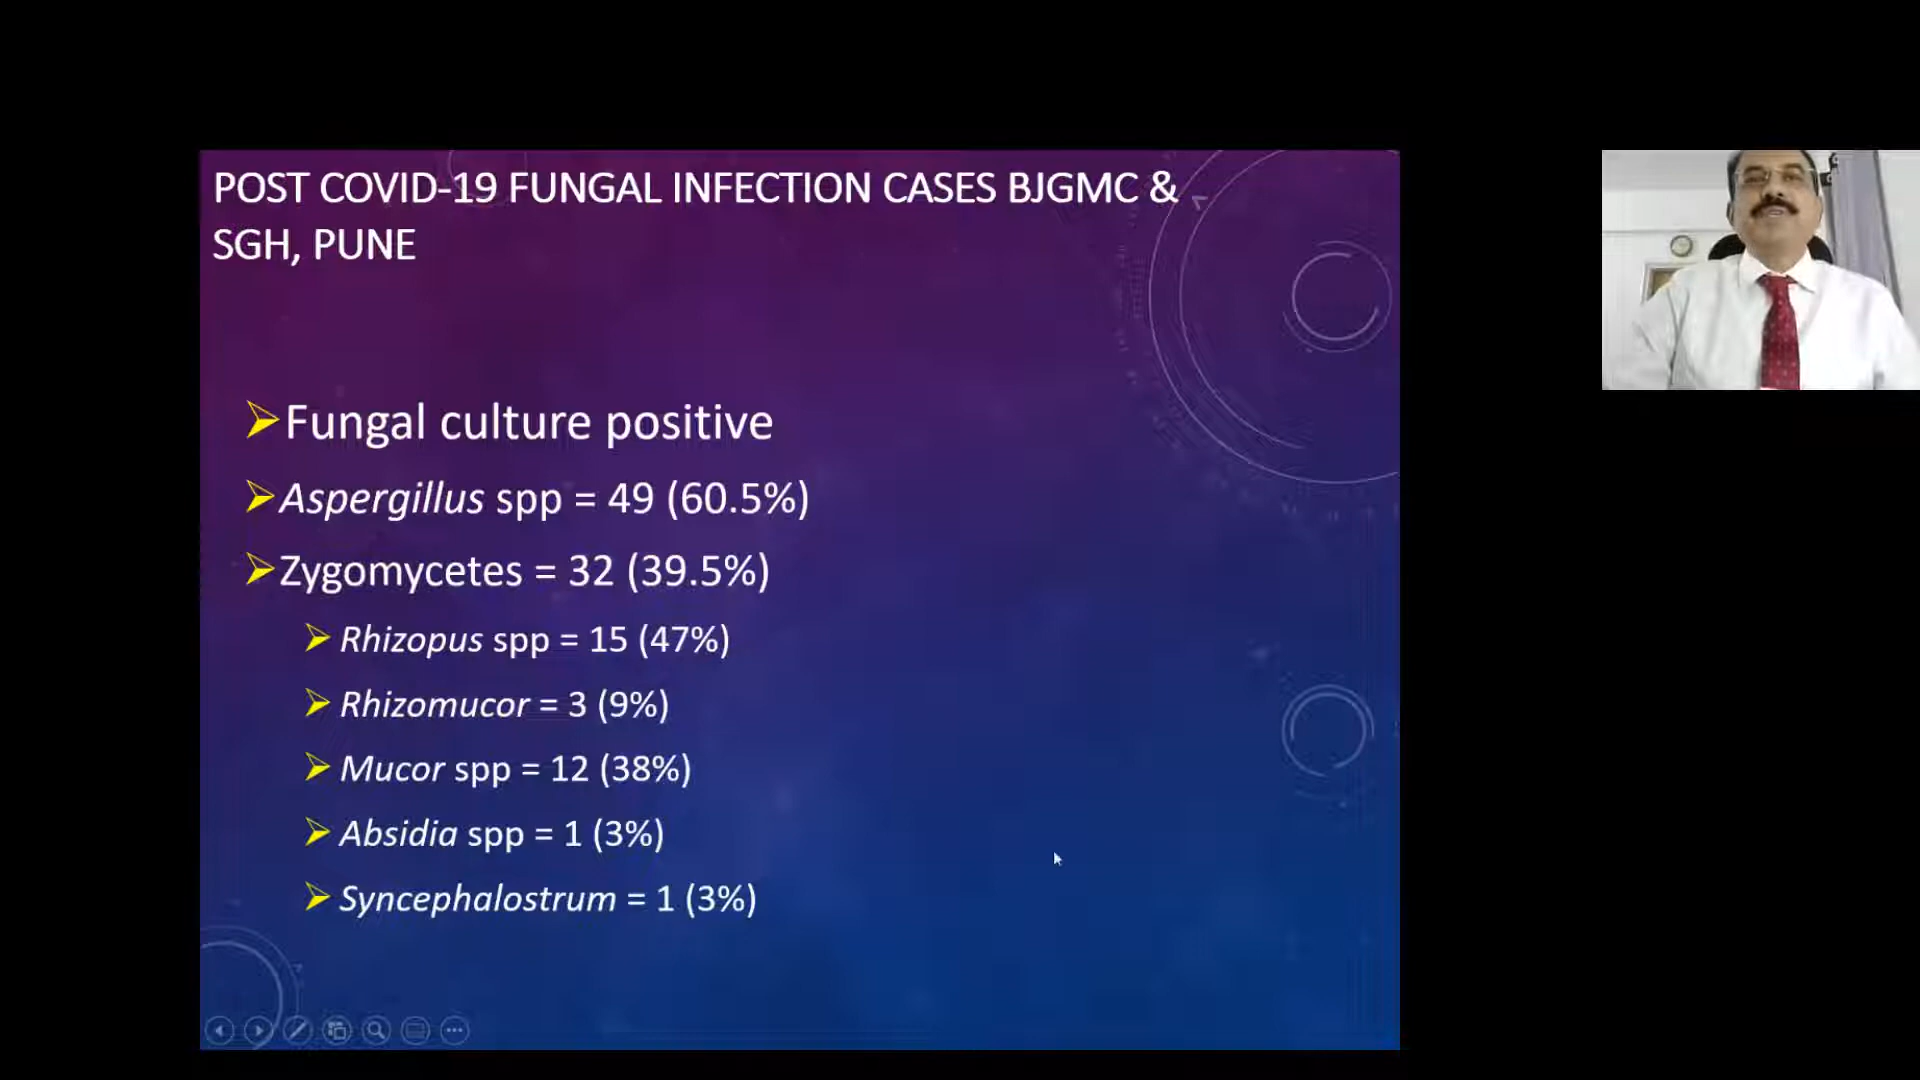 POST COVID-19 FUNGAL INFECTION CASES BJGMC &
SGH, PUNE
Fungal culture positive
Aspergillus spp = 49 (60.5%)
Zygomycetes = 32 (39.5%)
Rhizopus spp = 15 (47%)
Rhizomucor = 3 (9%)
Mucor spp = 12 (38%)
Absidia spp = 1 (3%)
Syncephalostrum = 1 (3%)